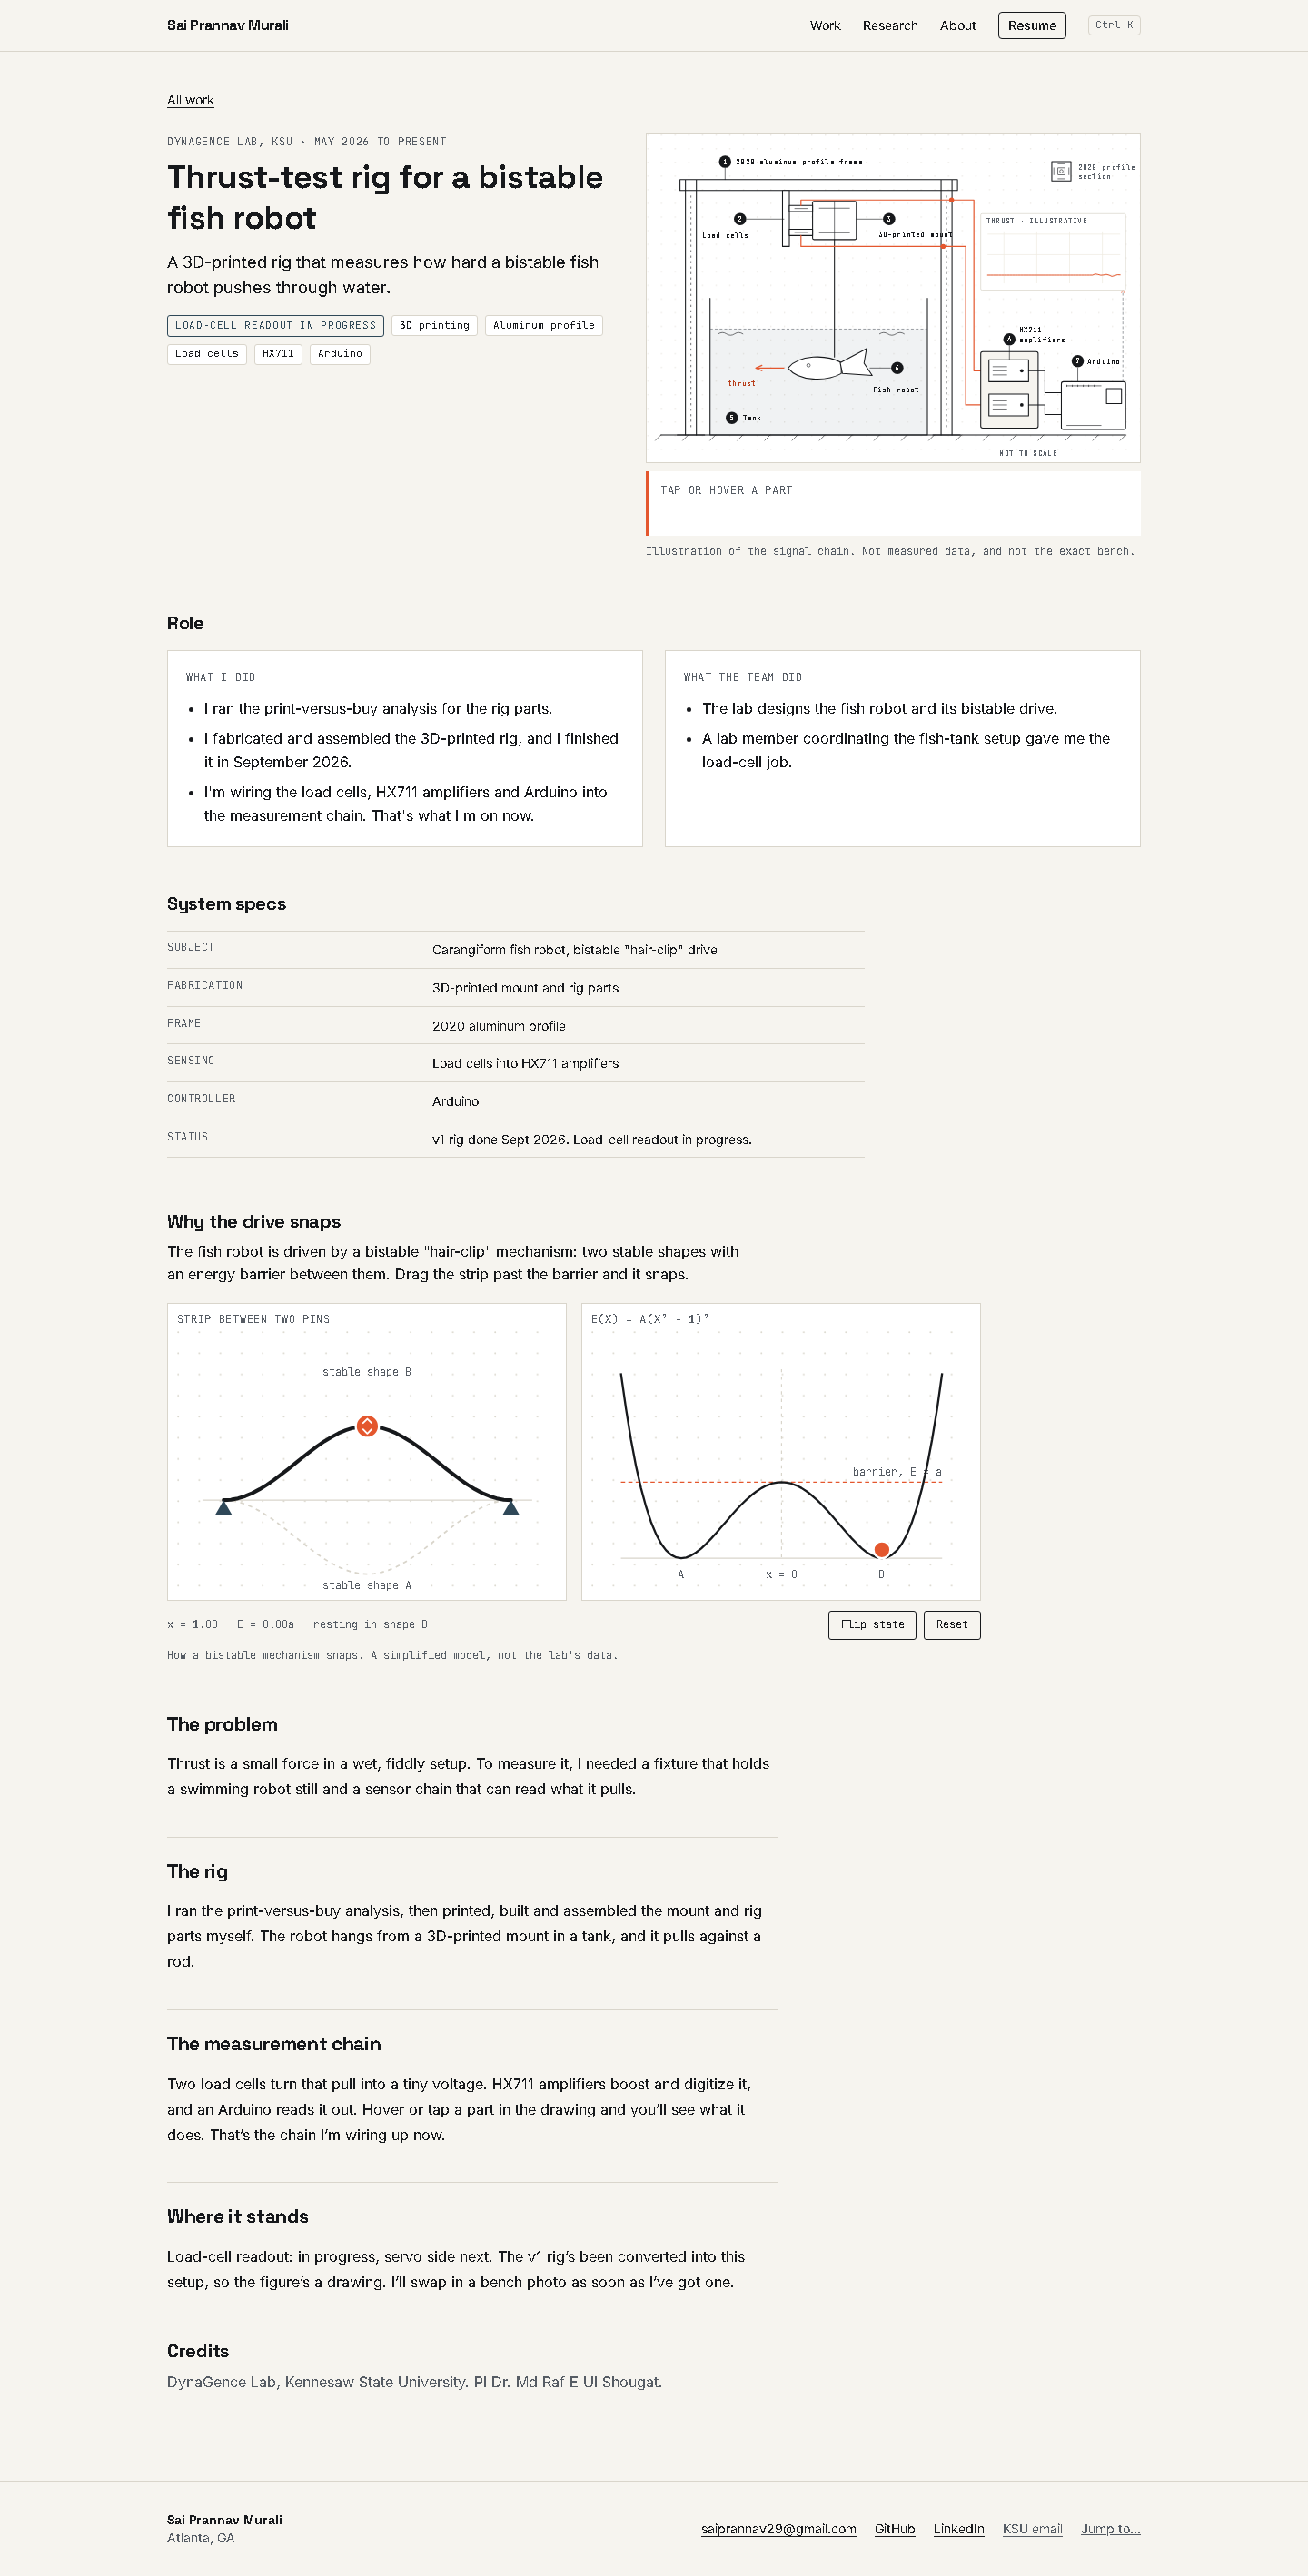 Sai Prannav Murali
Work
Research
About
Resume
Ctrl K
All work
DYNAGENCE LAB, KSU · MAY 2026 TO PRESENT
Thrust-test rig for a bistable
fish robot
A 3D-printed rig that measures how hard a bistable fish
robot pushes through water.
LOAD-CELL READOUT IN PROGRESS
3D printing
Aluminum profile
Load cells
HX711
Arduino
1 2020 aluminum profile frame
2020 profile
section
2
3
Load cells
3D-printed mount
THRUST · ILLUSTRATIVE
HX711
6 amplifiers
7 Arduino
4
thrust
Fish robot
5 Tank
NOT TO SCALE
TAP OR HOVER A PART
Illustration of the signal chain. Not measured data, and not the exact bench.
Role
WHAT I DID
• I ran the print-versus-buy analysis for the rig parts.
• I fabricated and assembled the 3D-printed rig, and I finished
it in September 2026.
• I'm wiring the load cells, HX711 amplifiers and Arduino into
the measurement chain. That's what I'm on now.
WHAT THE TEAM DID
• The lab designs the fish robot and its bistable drive.
• A lab member coordinating the fish-tank setup gave me the
load-cell job.
System specs
SUBJECT Carangiform fish robot, bistable "hair-clip" drive
FABRICATION 3D-printed mount and rig parts
FRAME 2020 aluminum profile
SENSING Load cells into HX711 amplifiers
CONTROLLER Arduino
STATUS v1 rig done Sept 2026. Load-cell readout in progress.
Why the drive snaps
The fish robot is driven by a bistable "hair-clip" mechanism: two stable shapes with
an energy barrier between them. Drag the strip past the barrier and it snaps.
STRIP BETWEEN TWO PINS
stable shape B
stable shape A
E(X) = A(X² - 1)²
barrier, E = a
A
x = 0
B
x = 1.00 E = 0.00a resting in shape B
Flip state
Reset
How a bistable mechanism snaps. A simplified model, not the lab's data.
The problem
Thrust is a small force in a wet, fiddly setup. To measure it, I needed a fixture that holds
a swimming robot still and a sensor chain that can read what it pulls.
The rig
I ran the print-versus-buy analysis, then printed, built and assembled the mount and rig
parts myself. The robot hangs from a 3D-printed mount in a tank, and it pulls against a
rod.
The measurement chain
Two load cells turn that pull into a tiny voltage. HX711 amplifiers boost and digitize it,
and an Arduino reads it out. Hover or tap a part in the drawing and you’ll see what it
does. That’s the chain I’m wiring up now.
Where it stands
Load-cell readout: in progress, servo side next. The v1 rig’s been converted into this
setup, so the figure’s a drawing. I’ll swap in a bench photo as soon as I’ve got one.
Credits
DynaGence Lab, Kennesaw State University. PI Dr. Md Raf E Ul Shougat.
Sai Prannav Murali
Atlanta, GA
saiprannav29@gmail.com
GitHub
LinkedIn
KSU email
Jump to...